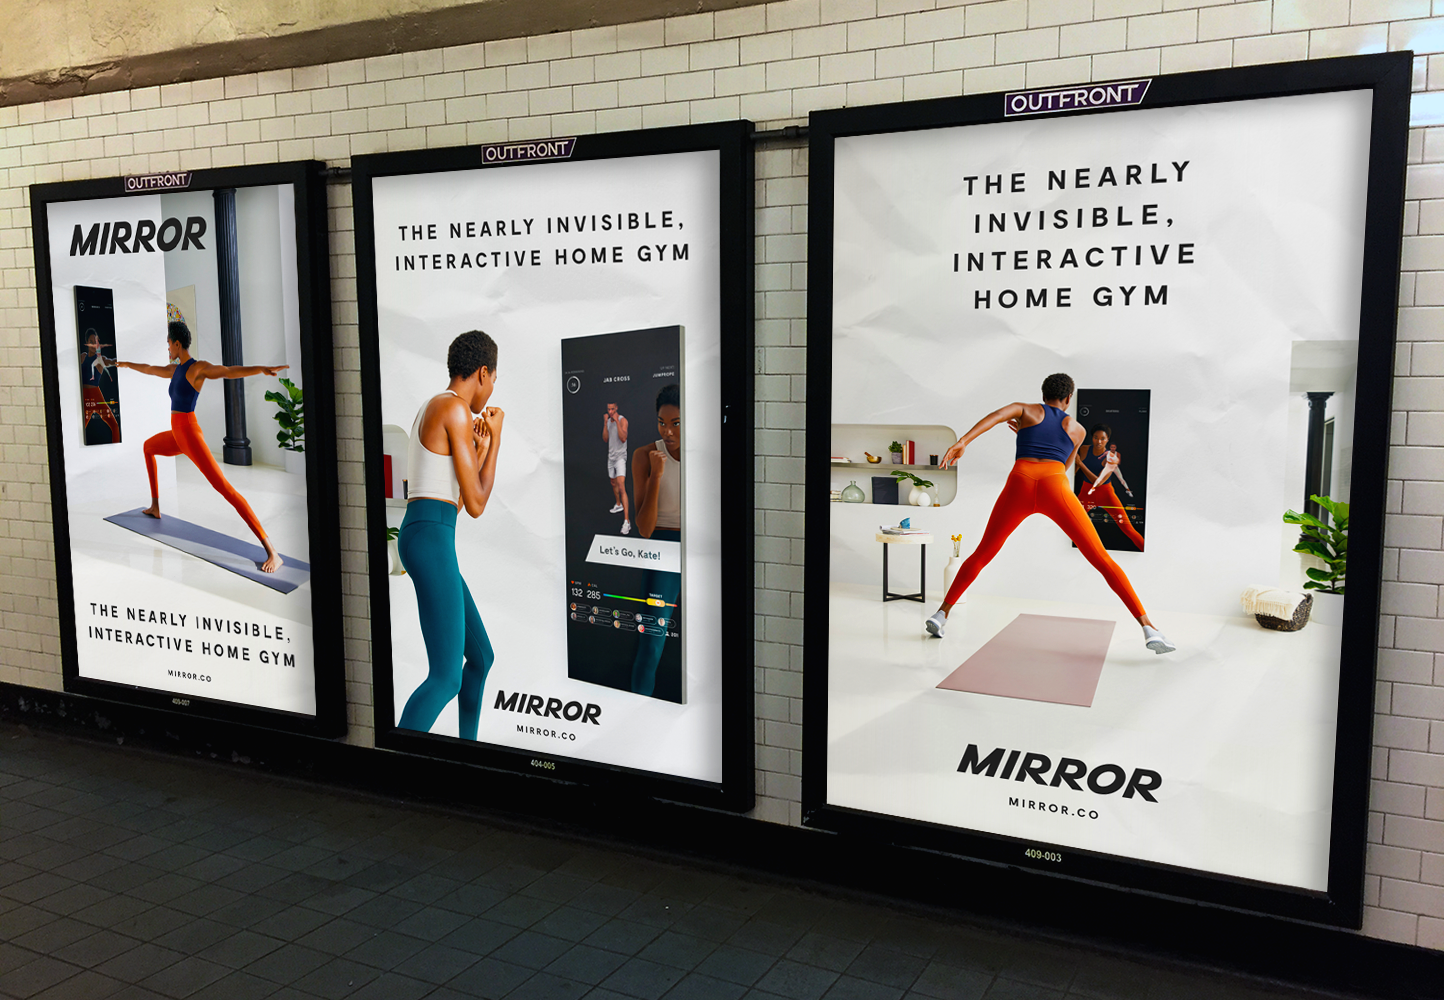 OUTFRONT
MIRROR
THE NEARLY INVISIBLE,
INTERACTIVE HOME GYM
MIRROR.CO
OUTFRONT
THE NEARLY INVISIBLE,
INTERACTIVE HOME GYM
JAB CROSS
JUMPROPE
Let's Go, Kate!
132 285
TARGET
MIRROR
MIRROR.CO
404-005
OUTFRONT
THE NEARLY
INVISIBLE,
INTERACTIVE
HOME GYM
MIRROR
MIRROR.CO
409-003